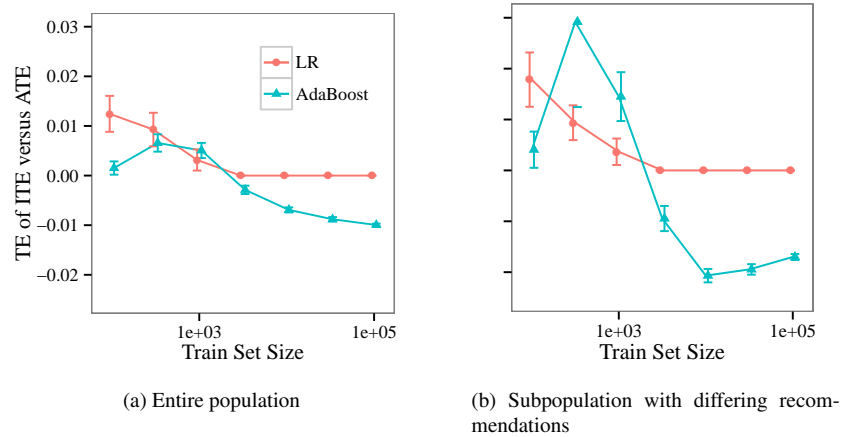 TE of ITE versus ATE
0.03
0.02
0.01
0.00
−0.01
−0.02
LR
AdaBoost
1e+03
1e+05
Train Set Size
(a) Entire population
1e+03
1e+05
Train Set Size
(b) Subpopulation with differing recom-
mendations